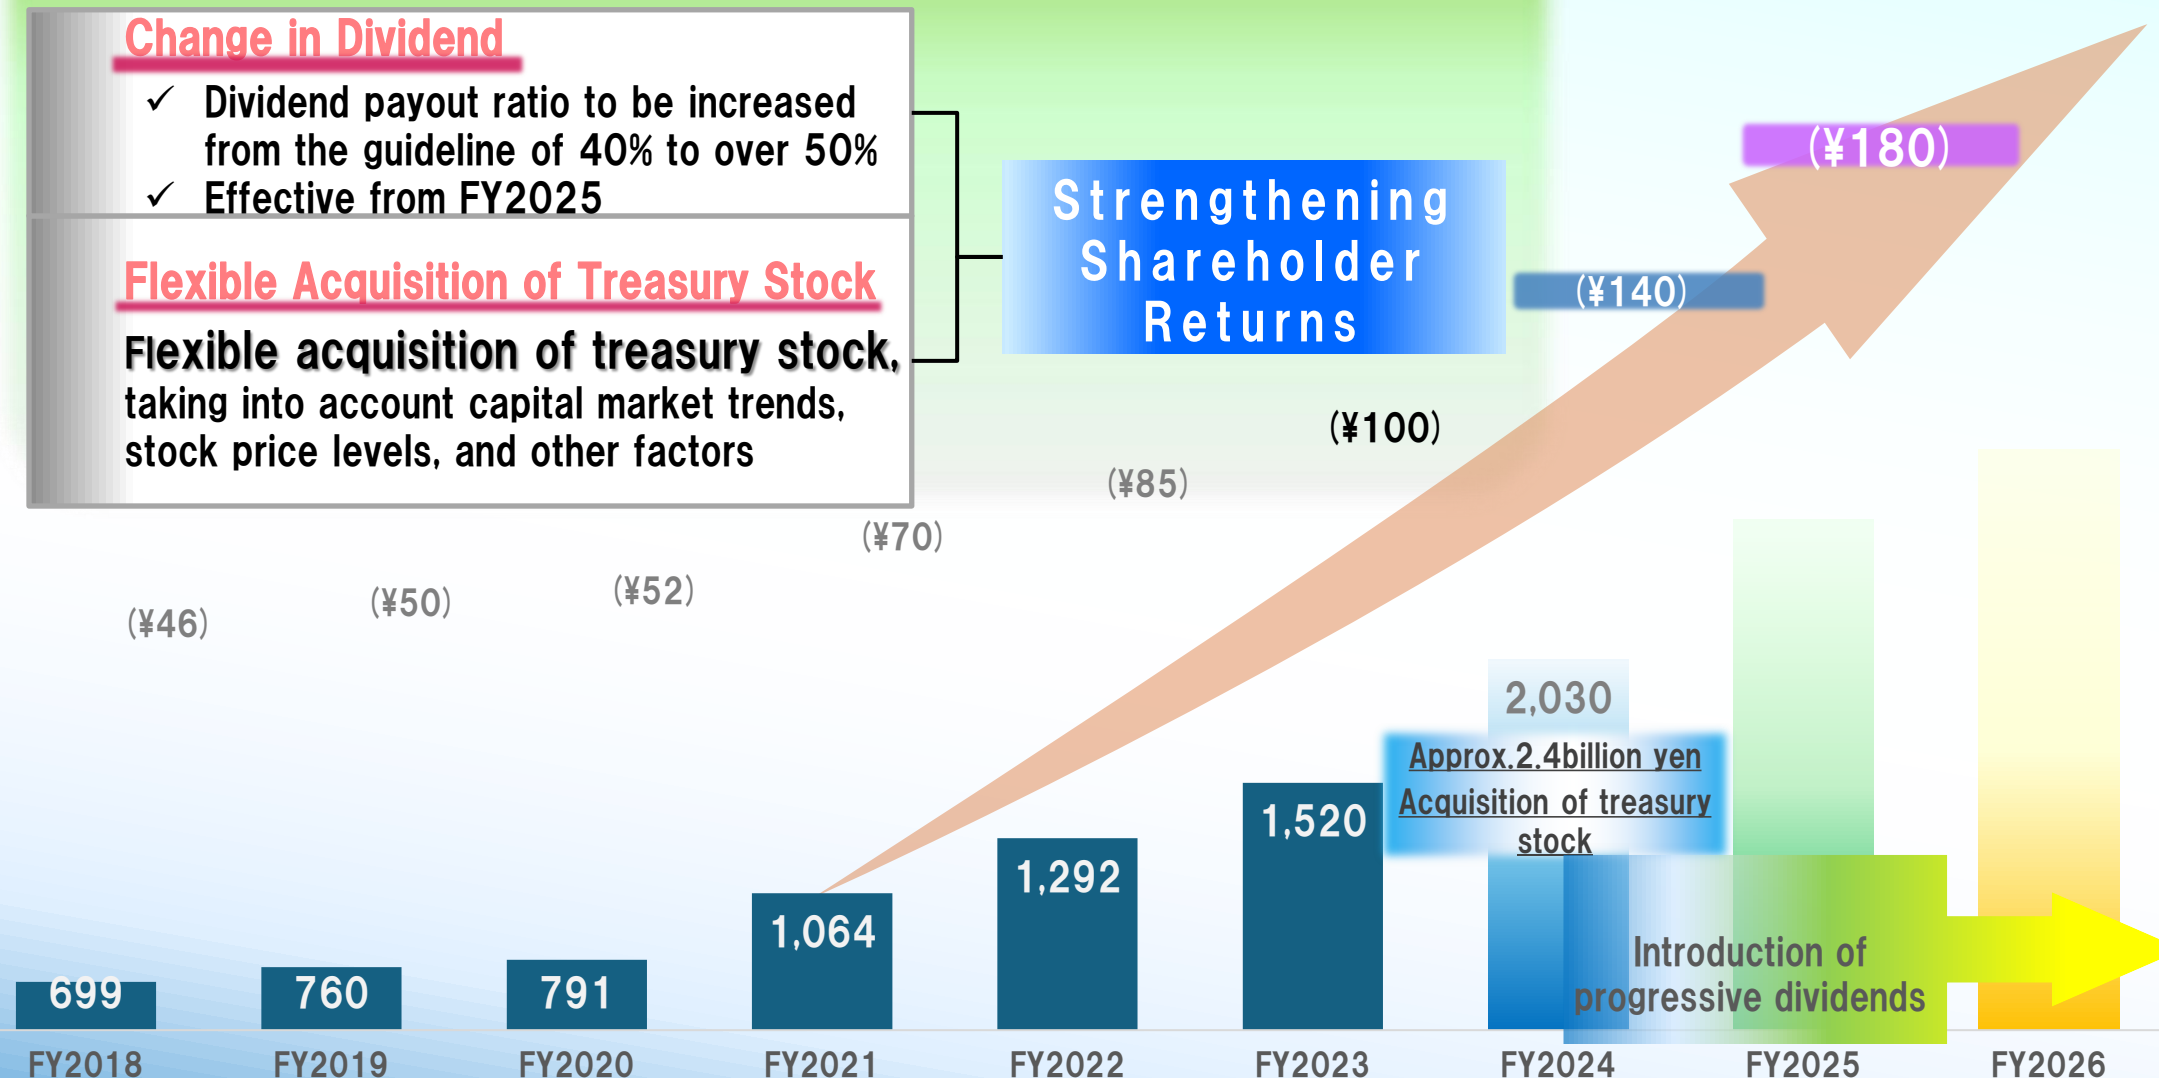 Change in Dividend
✓ Dividend payout ratio to be increased
from the guideline of 40% to over 50%
✓ Effective from FY2025
Flexible Acquisition of Treasury Stock
Flexible acquisition of treasury stock,
taking into account capital market trends,
stock price levels, and other factors
Strengthening
Shareholder
Returns
(¥180)
(¥140)
(¥100)
(¥85)
(¥70)
(¥52)
(¥50)
(¥46)
2,030
Approx.2.4billion yen
Acquisition of treasury
stock
1,520
1,292
1,064
791
760
699
Introduction of
progressive dividends
FY2018 FY2019 FY2020 FY2021 FY2022 FY2023 FY2024 FY2025 FY2026